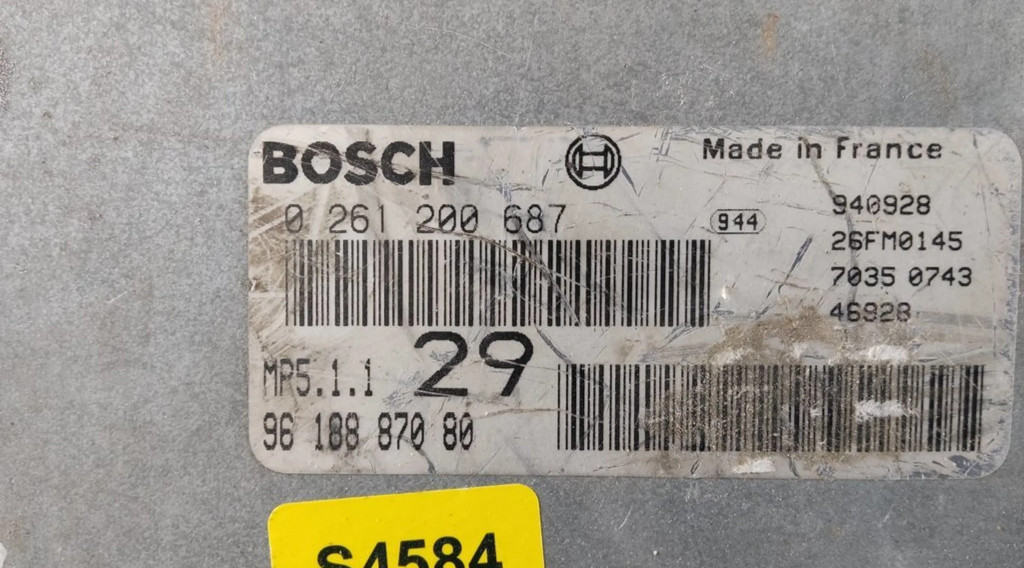 BOSCH
Made in France
0 261 200 687
944
940928
26FM0145
7035 0743
46928
29
MP5.1.1
96 188 870 80
S4584